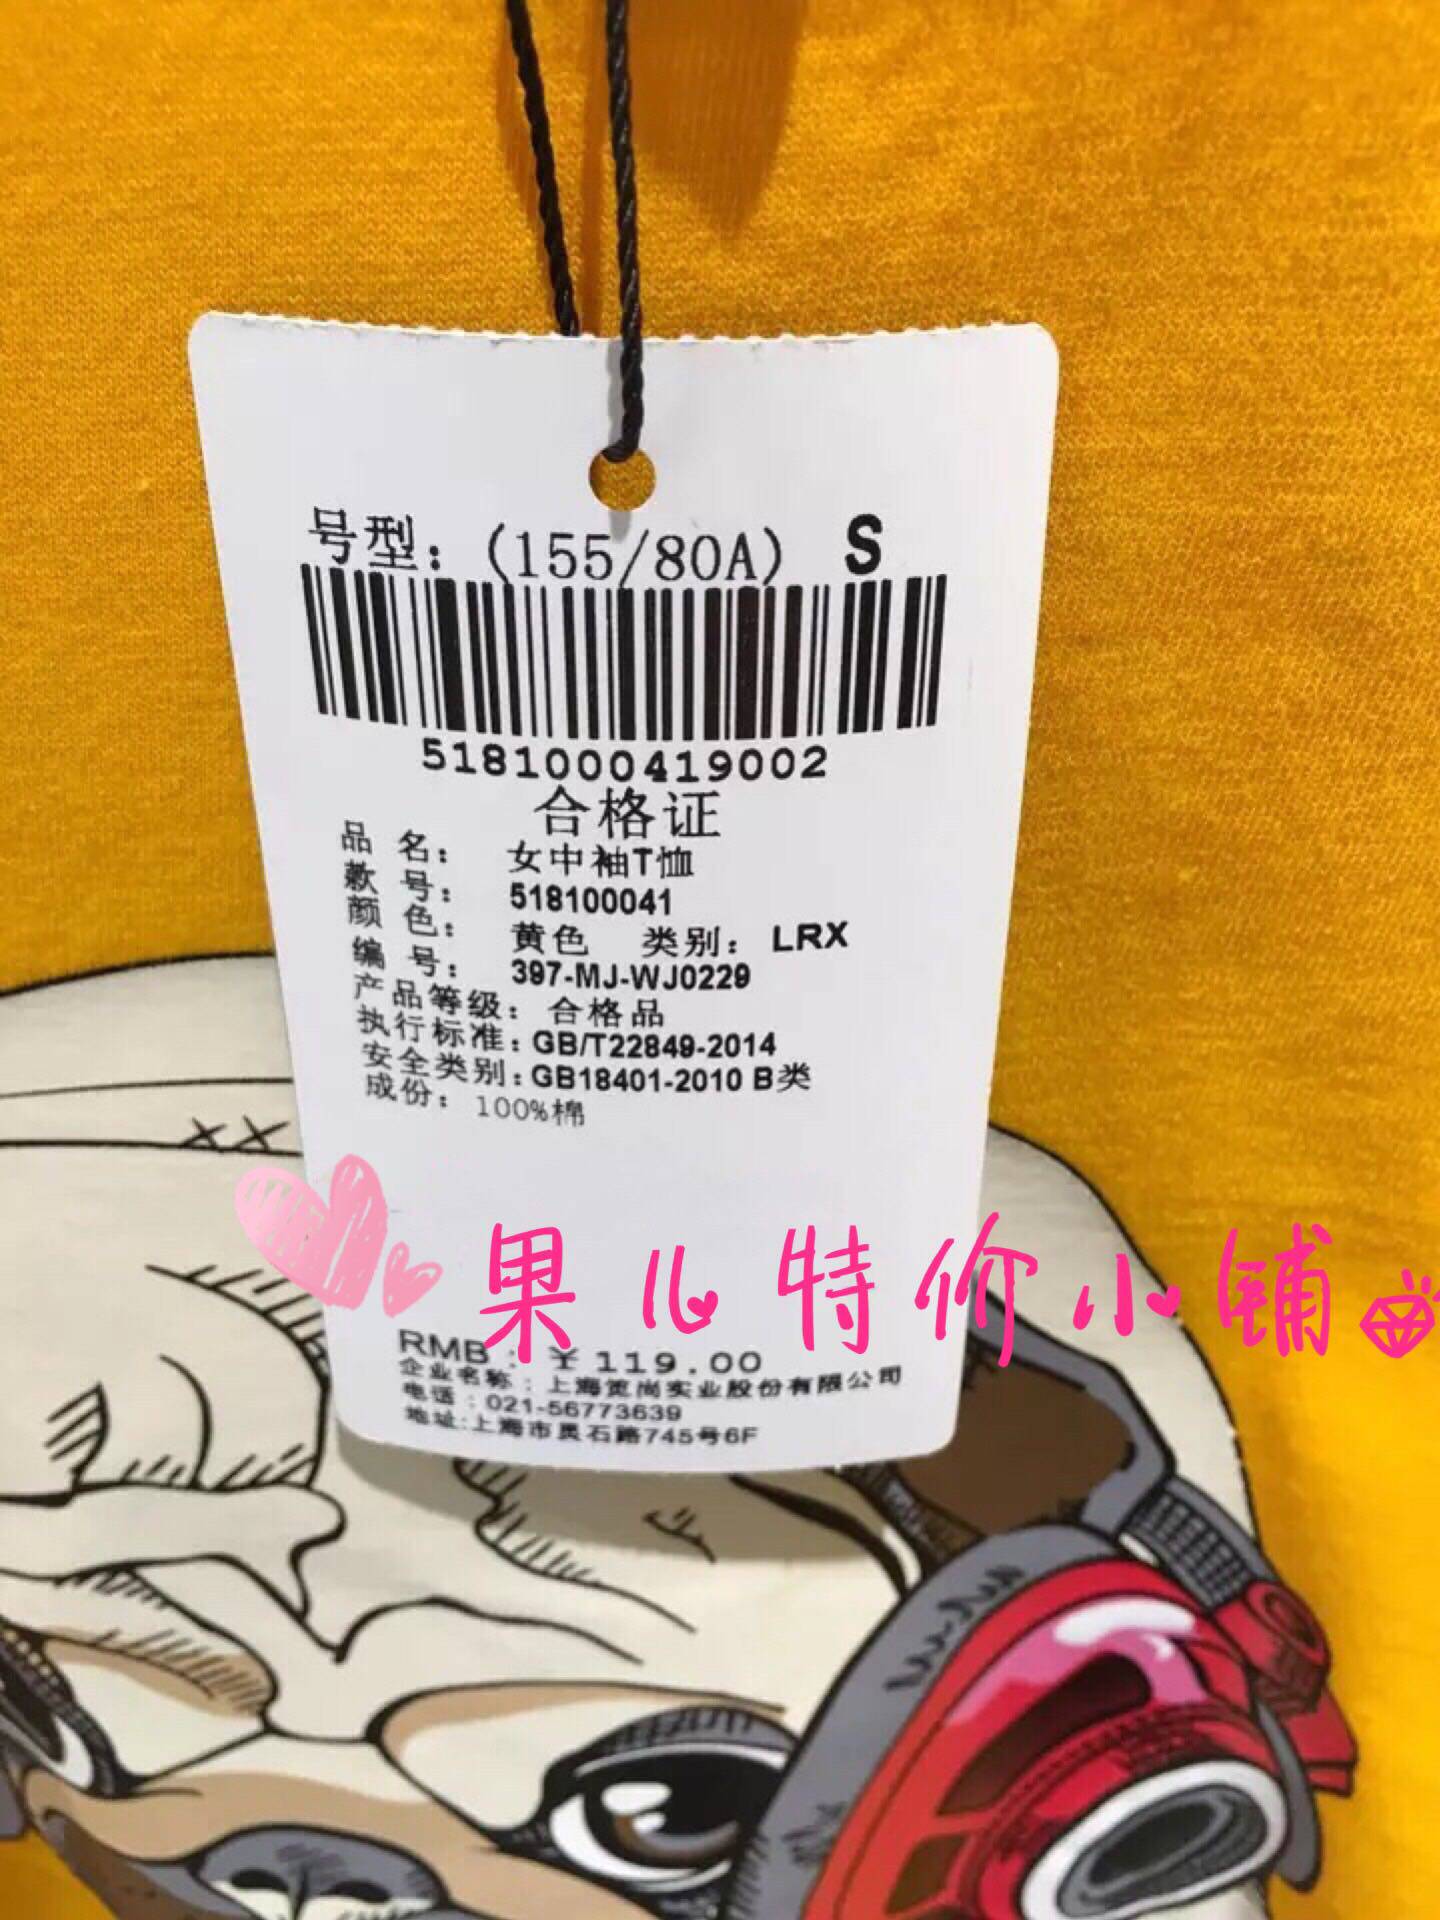 号型：(155/80A) S
5181000419002
合格证
品 名： 女中袖T恤
款 号： 518100041
颜 色： 黄色 类别：LRX
编 号： 397-MJ-WJ0229
产品等级：合格品
执行标准：GB/T22849-2014
安全类别：GB18401-2010 B类
成份：100%棉
果儿特价小铺
RMB：￥119.00
企业名称：上海宽尚实业股份有限公司
电话：021-56773639
地址:上海市灵石路745号6F